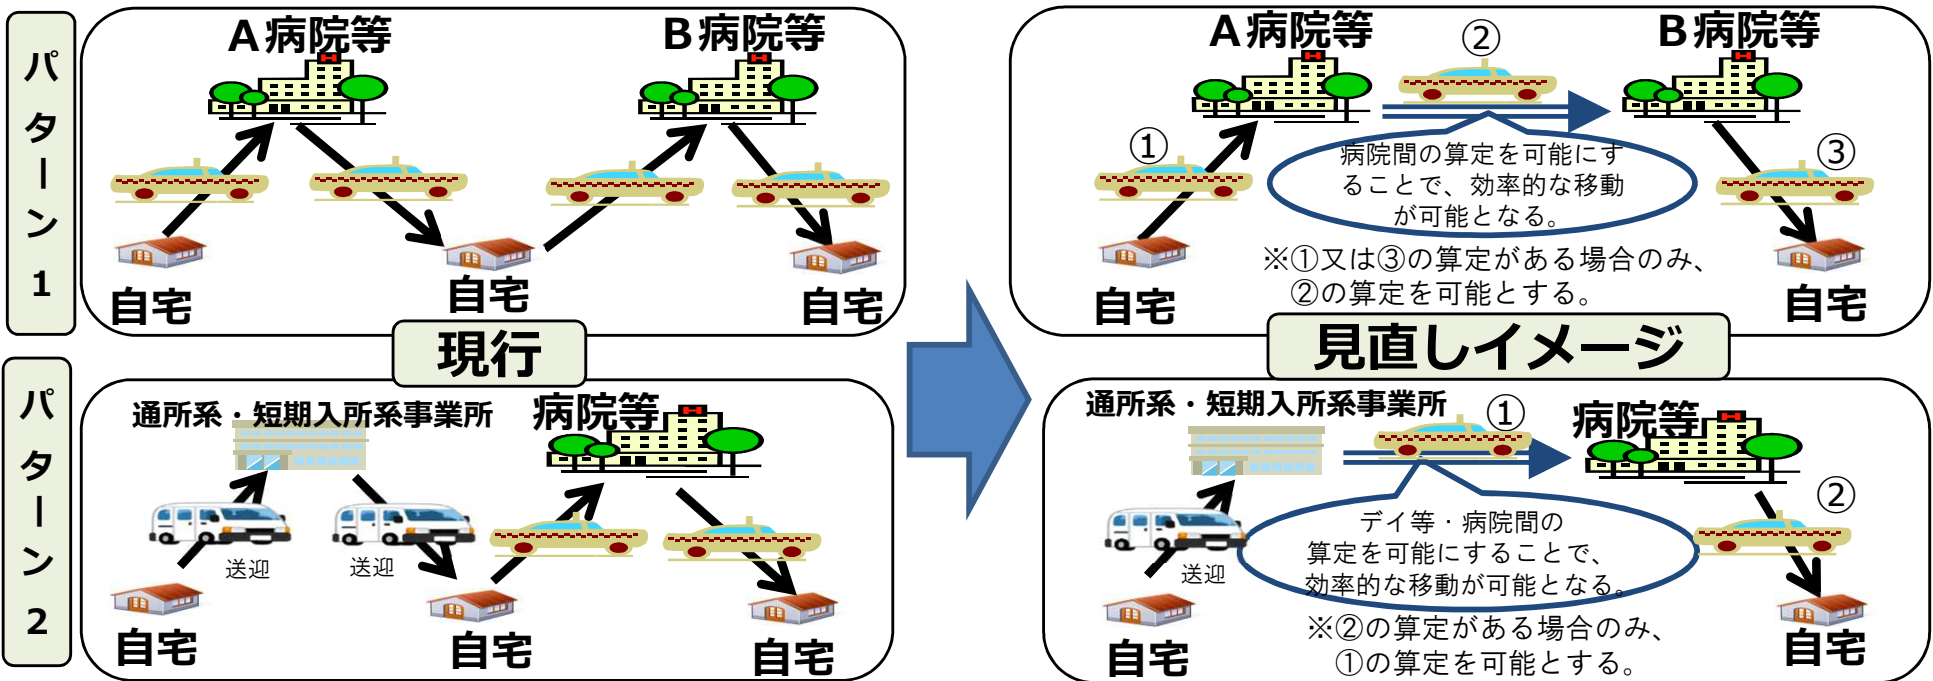 パターン1
A病院等
B病院等
自宅
自宅
自宅
現行
パターン2
通所系・短期入所系事業所
病院等
送迎
送迎
自宅
自宅
自宅
A病院等
②
B病院等
①
病院間の算定を可能にす
ることで、効率的な移動
が可能となる。
③
※①又は③の算定がある場合のみ、
②の算定を可能とする。
自宅
自宅
見直しイメージ
通所系・短期入所系事業所
①
病院等
②
デイ等・病院間の
算定を可能にすることで、
効率的な移動が可能となる。
送迎
※②の算定がある場合のみ、
①の算定を可能とする。
自宅
自宅